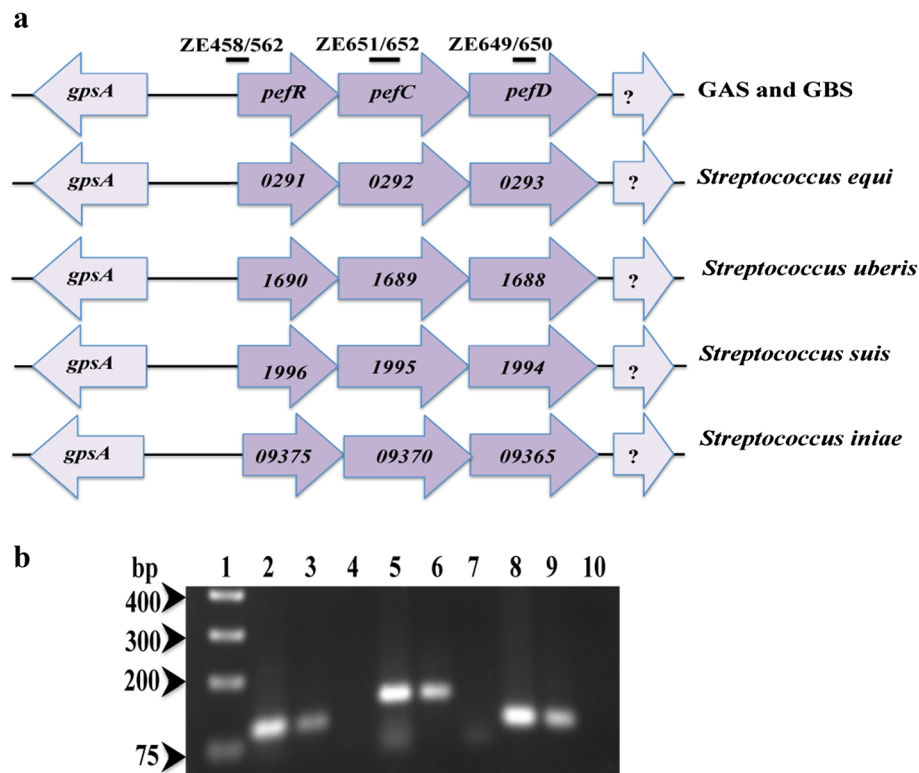 a
ZE458/562 ZE651/652 ZE649/650
gpsA pefR pefC pefD ? GAS and GBS
gpsA 0291 0292 0293 ? Streptococcus equi
gpsA 1690 1689 1688 ? Streptococcus uberis
gpsA 1996 1995 1994 ? Streptococcus suis
gpsA 09375 09370 09365 ? Streptococcus iniae
b
bp 1 2 3 4 5 6 7 8 9 10
400
300
200
75